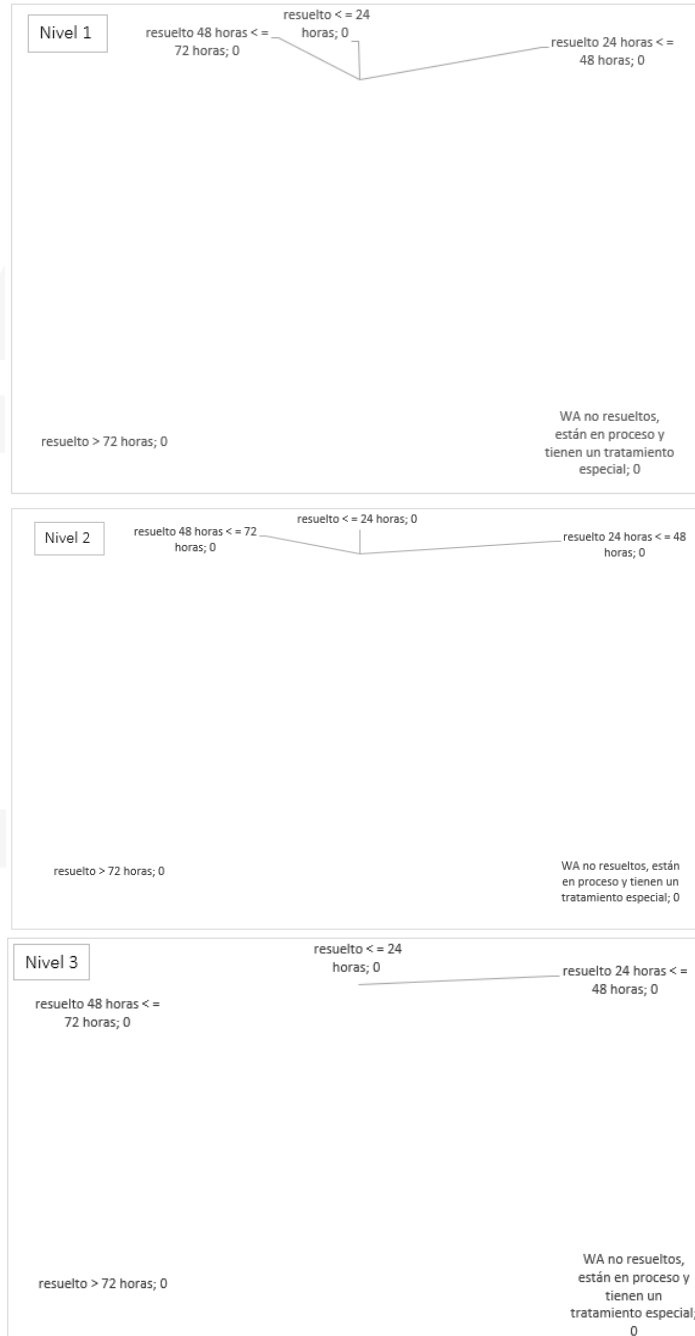 Nivel 1
resuelto 48 horas < =
72 horas; 0
resuelto < = 24
horas; 0
resuelto 24 horas < =
48 horas; 0
resuelto > 72 horas; 0
WA no resueltos,
están en proceso y
tienen un tratamiento
especial; 0
Nivel 2
resuelto 48 horas < = 72
horas; 0
resuelto < = 24 horas; 0
resuelto 24 horas < = 48
horas; 0
resuelto > 72 horas; 0
WA no resueltos, están
en proceso y tienen un
tratamiento especial; 0
Nivel 3
resuelto 48 horas < =
72 horas; 0
resuelto < = 24
horas; 0
resuelto 24 horas < =
48 horas; 0
resuelto > 72 horas; 0
WA no resueltos,
están en proceso y
tienen un
tratamiento especial;
0